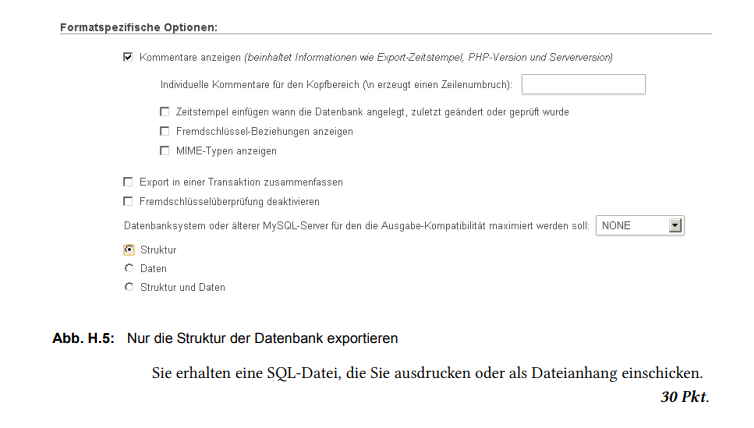 Formatspezifische Optionen:
Kommentare anzeigen (beinhaltet Informationen wie Export-Zeitstempel, PHP-Version und Serverversion)
Individuelle Kommentare für den Kopfbereich (\n erzeugt einen Zeilenumbruch):
Zeitstempel einfügen wann die Datenbank angelegt, zuletzt geändert oder geprüft wurde
Fremdschlüssel-Beziehungen anzeigen
MIME-Typen anzeigen
Export in einer Transaktion zusammenfassen
Fremdschlüsselüberprüfung deaktivieren
Datenbanksystem oder älterer MySQL-Server für den die Ausgabe-Kompatibilität maximiert werden soll: NONE
Struktur
Daten
Struktur und Daten
Abb. H.5: Nur die Struktur der Datenbank exportieren
Sie erhalten eine SQL-Datei, die Sie ausdrucken oder als Dateianhang einschicken.
30 Pkt.